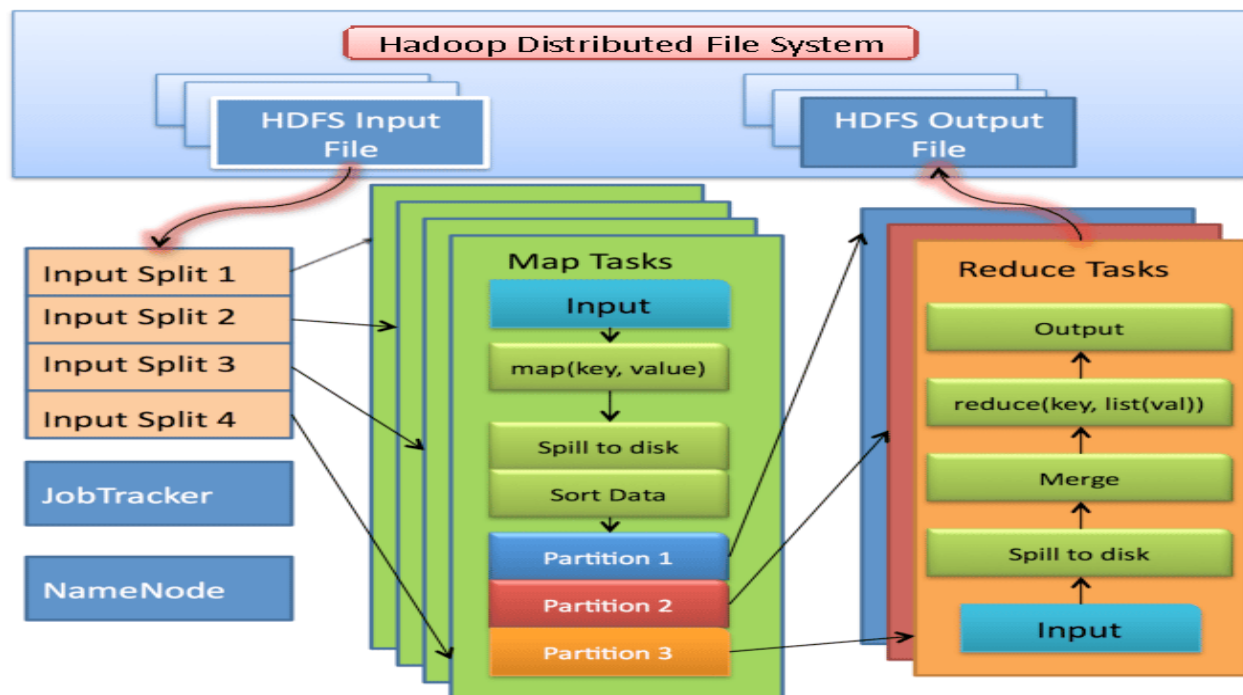 Hadoop Distributed File System
HDFS Input
File
HDFS Output
File
Input Split 1
Input Split 2
Input Split 3
Input Split 4
JobTracker
NameNode
Map Tasks
Input
map(key, value)
Spill to disk
Sort Data
Partition 1
Partition 2
Partition 3
Reduce Tasks
Output
reduce(key, list(val))
Merge
Spill to disk
Input